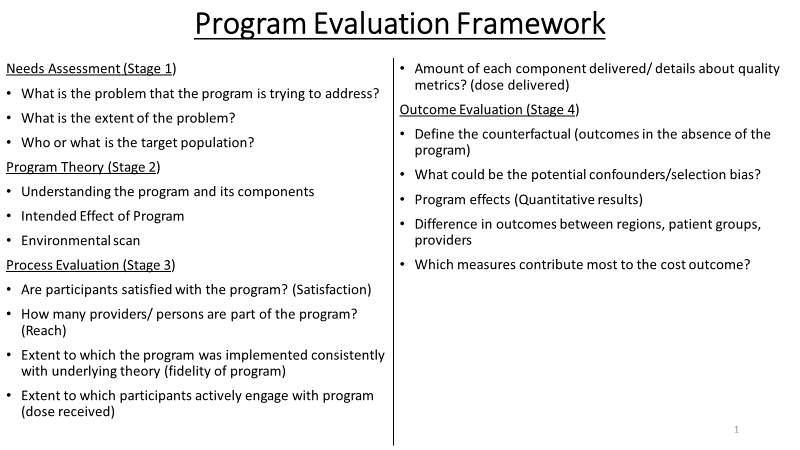 Program Evaluation Framework
Needs Assessment (Stage 1)
• What is the problem that the program is trying to address?
• What is the extent of the problem?
• Who or what is the target population?
Program Theory (Stage 2)
• Understanding the program and its components
• Intended Effect of Program
• Environmental scan
Process Evaluation (Stage 3)
• Are participants satisfied with the program? (Satisfaction)
• How many providers/ persons are part of the program?
(Reach)
• Extent to which the program was implemented consistently
with underlying theory (fidelity of program)
• Extent to which participants actively engage with program
(dose received)
• Amount of each component delivered/ details about quality
metrics? (dose delivered)
Outcome Evaluation (Stage 4)
• Define the counterfactual (outcomes in the absence of the
program)
• What could be the potential confounders/selection bias?
• Program effects (Quantitative results)
• Difference in outcomes between regions, patient groups,
providers
• Which measures contribute most to the cost outcome?
1